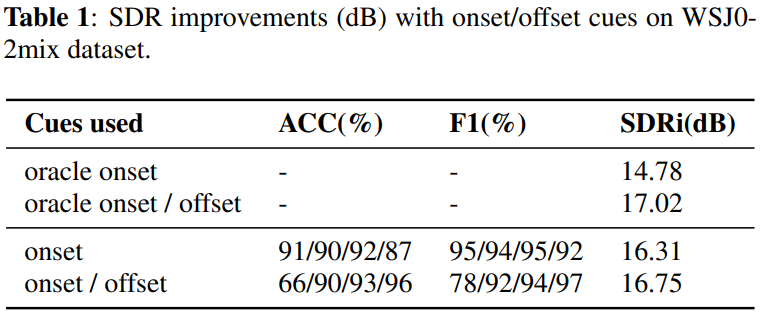 Table 1: SDR improvements (dB) with onset/offset cues on WSJ0-
2mix dataset.
Cues used ACC(%) F1(%) SDRi(dB)
oracle onset - - 14.78
oracle onset / offset - - 17.02
onset 91/90/92/87 95/94/95/92 16.31
onset / offset 66/90/93/96 78/92/94/97 16.75